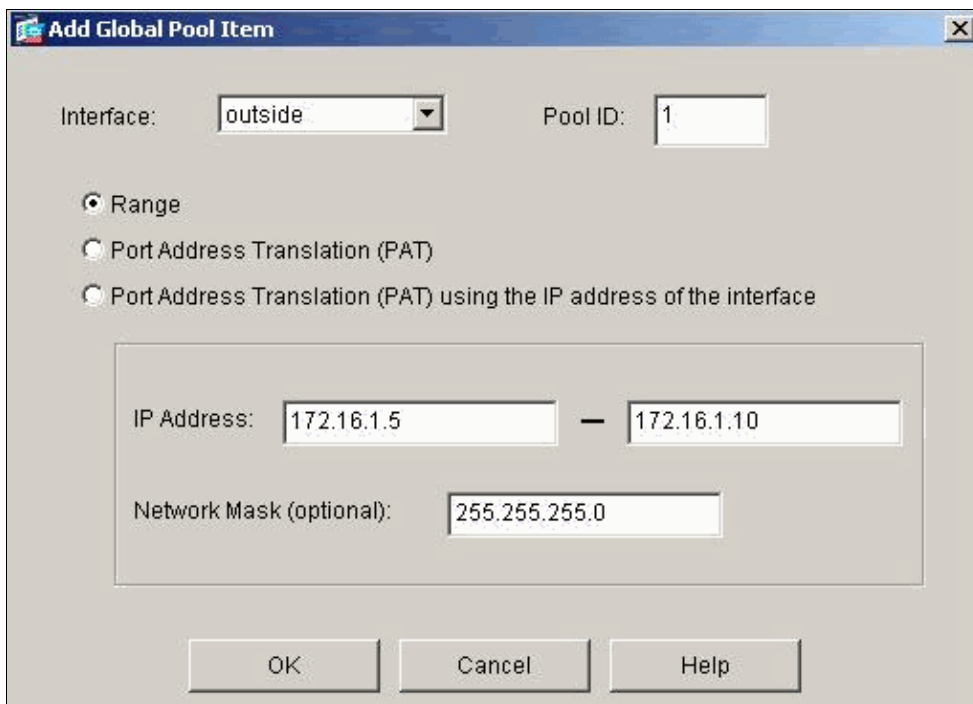 Add Global Pool Item
Interface: outside Pool ID: 1
Range
Port Address Translation (PAT)
Port Address Translation (PAT) using the IP address of the interface
IP Address: 172.16.1.5 — 172.16.1.10
Network Mask (optional): 255.255.255.0
OK Cancel Help